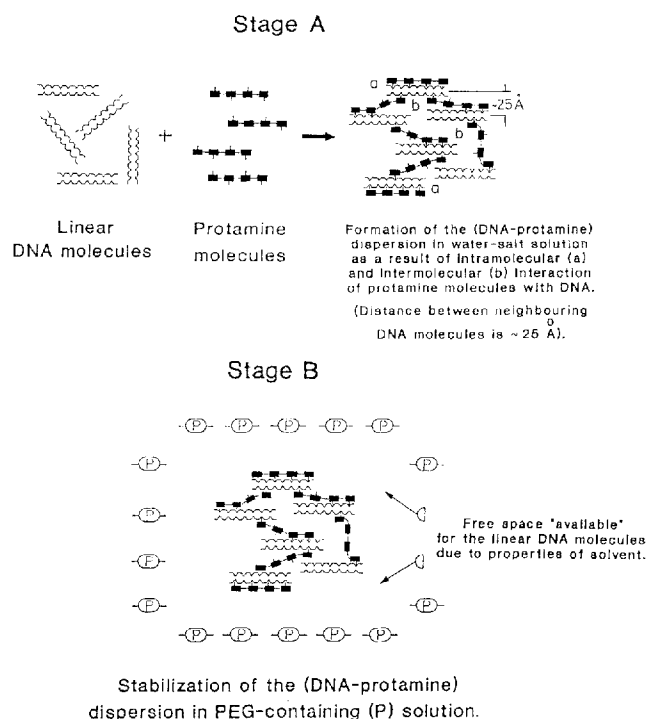 Stage A
+
a
b
b
a
~25 Å
Linear
DNA molecules
Protamine
molecules
Formation of the (DNA-protamine)
dispersion in water-salt solution
as a result of intramolecular (a)
and intermolecular (b) interaction
of protamine molecules with DNA.
(Distance between neighbouring
DNA molecules is ~ 25 Å).
Stage B
P P P P P
P P
P
P
P
P P P P P
Free space "available"
for the linear DNA molecules
due to properties of solvent.
Stabilization of the (DNA-protamine)
dispersion in PEG-containing (P) solution.